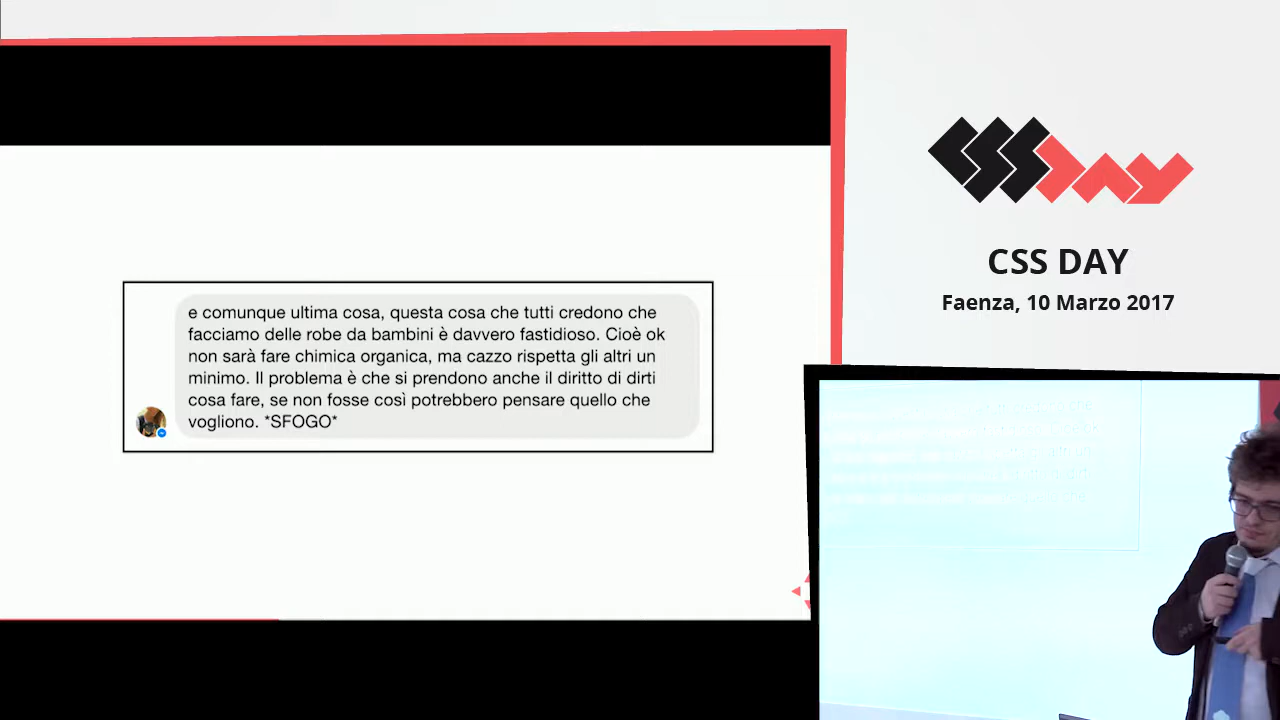 e comunque ultima cosa, questa cosa che tutti credono che
facciamo delle robe da bambini è davvero fastidioso. Cioè ok
non sarà fare chimica organica, ma cazzo rispetta gli altri un
minimo. Il problema è che si prendono anche il diritto di dirti
cosa fare, se non fosse così potrebbero pensare quello che
vogliono. *SFOGO*
CSSDAY
CSS DAY
Faenza, 10 Marzo 2017